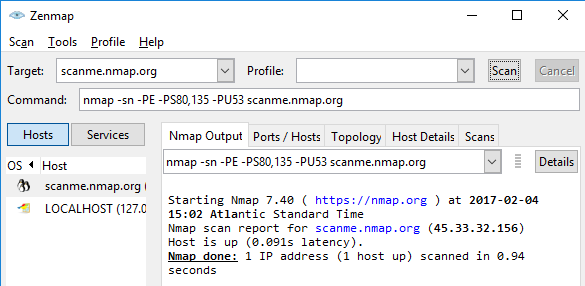 Zenmap
Scan Tools Profile Help
Target: scanme.nmap.org Profile: Scan Cancel
Command: nmap -sn -PE -PS80,135 -PU53 scanme.nmap.org
Hosts Services
Nmap Output Ports / Hosts Topology Host Details Scans
OS Host
nmap -sn -PE -PS80,135 -PU53 scanme.nmap.org Details
scanme.nmap.org (
LOCALHOST (127.0
Starting Nmap 7.40 ( https://nmap.org ) at 2017-02-04
15:02 Atlantic Standard Time
Nmap scan report for scanme.nmap.org (45.33.32.156)
Host is up (0.091s latency).
Nmap done: 1 IP address (1 host up) scanned in 0.94
seconds